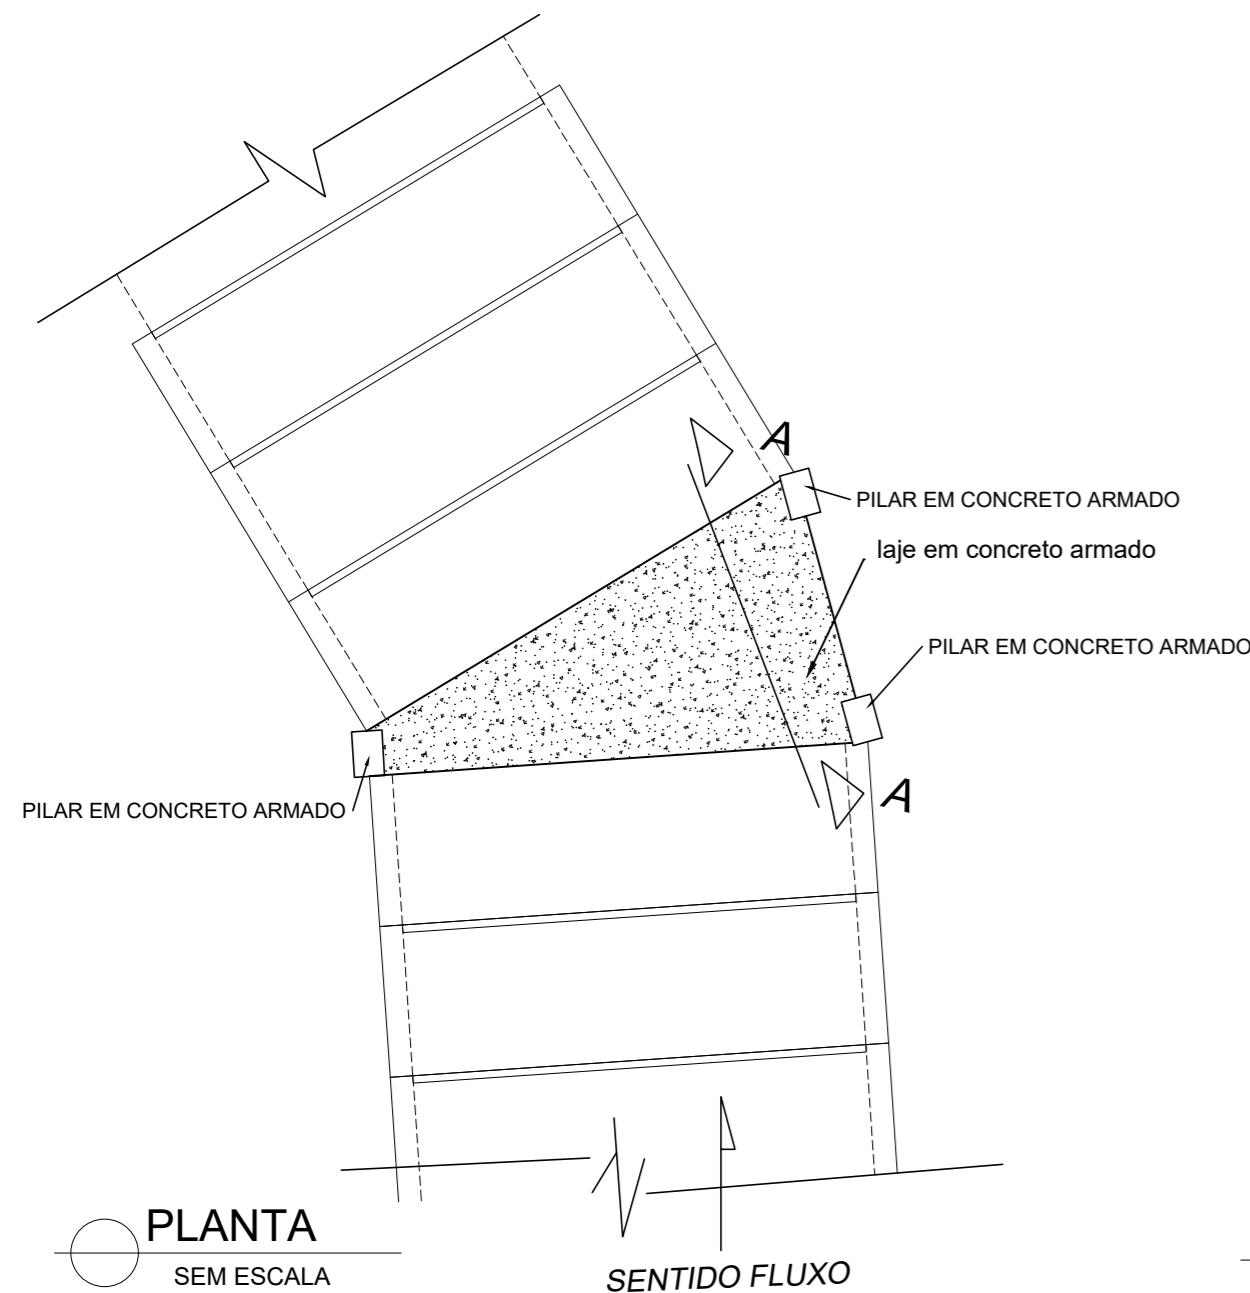 A
PILAR EM CONCRETO ARMADO
laje em concreto armado
PILAR EM CONCRETO ARMADO
A
PILAR EM CONCRETO ARMADO
PLANTA
SEM ESCALA
SENTIDO FLUXO